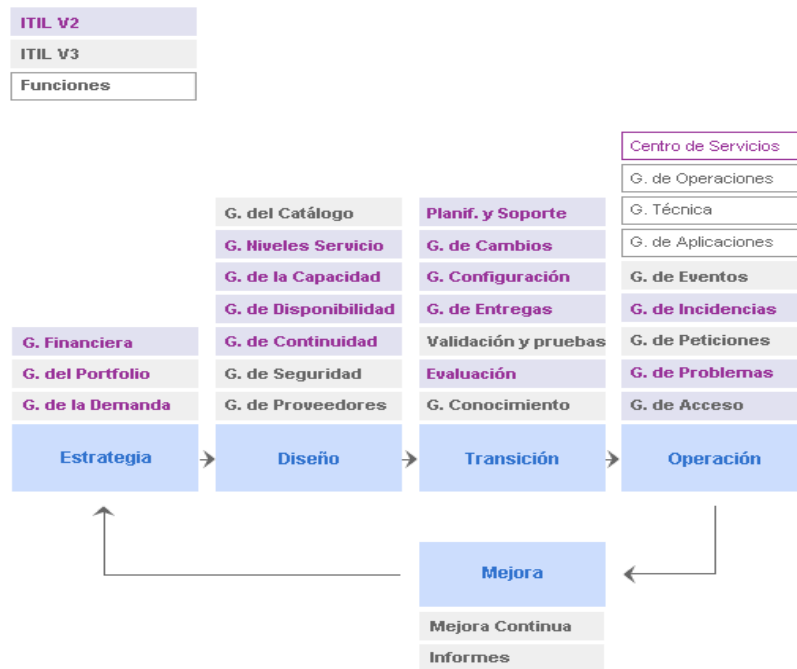 ITIL V2
ITIL V3
Funciones
Centro de Servicios
G. de Operaciones
G. Técnica
G. de Aplicaciones
G. del Catálogo
Planif. y Soporte
G. Niveles Servicio
G. de Cambios
G. de Eventos
G. de la Capacidad
G. Configuración
G. de Incidencias
G. de Disponibilidad
G. de Entregas
G. Financiera
G. de Continuidad
Validación y pruebas
G. de Peticiones
G. del Portfolio
G. de Seguridad
Evaluación
G. de Problemas
G. de la Demanda
G. de Proveedores
G. Conocimiento
G. de Acceso
Estrategia
Diseño
Transición
Operación
Mejora
Mejora Continua
Informes